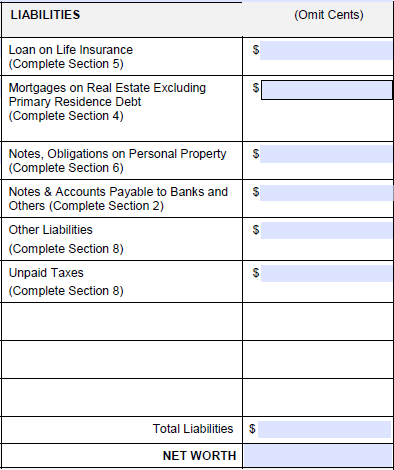 LIABILITIES (Omit Cents)
Loan on Life Insurance $
(Complete Section 5)
Mortgages on Real Estate Excluding $
Primary Residence Debt
(Complete Section 4)
Notes, Obligations on Personal Property $
(Complete Section 6)
Notes & Accounts Payable to Banks and $
Others (Complete Section 2)
Other Liabilities $
(Complete Section 8)
Unpaid Taxes $
(Complete Section 8)
Total Liabilities $
NET WORTH